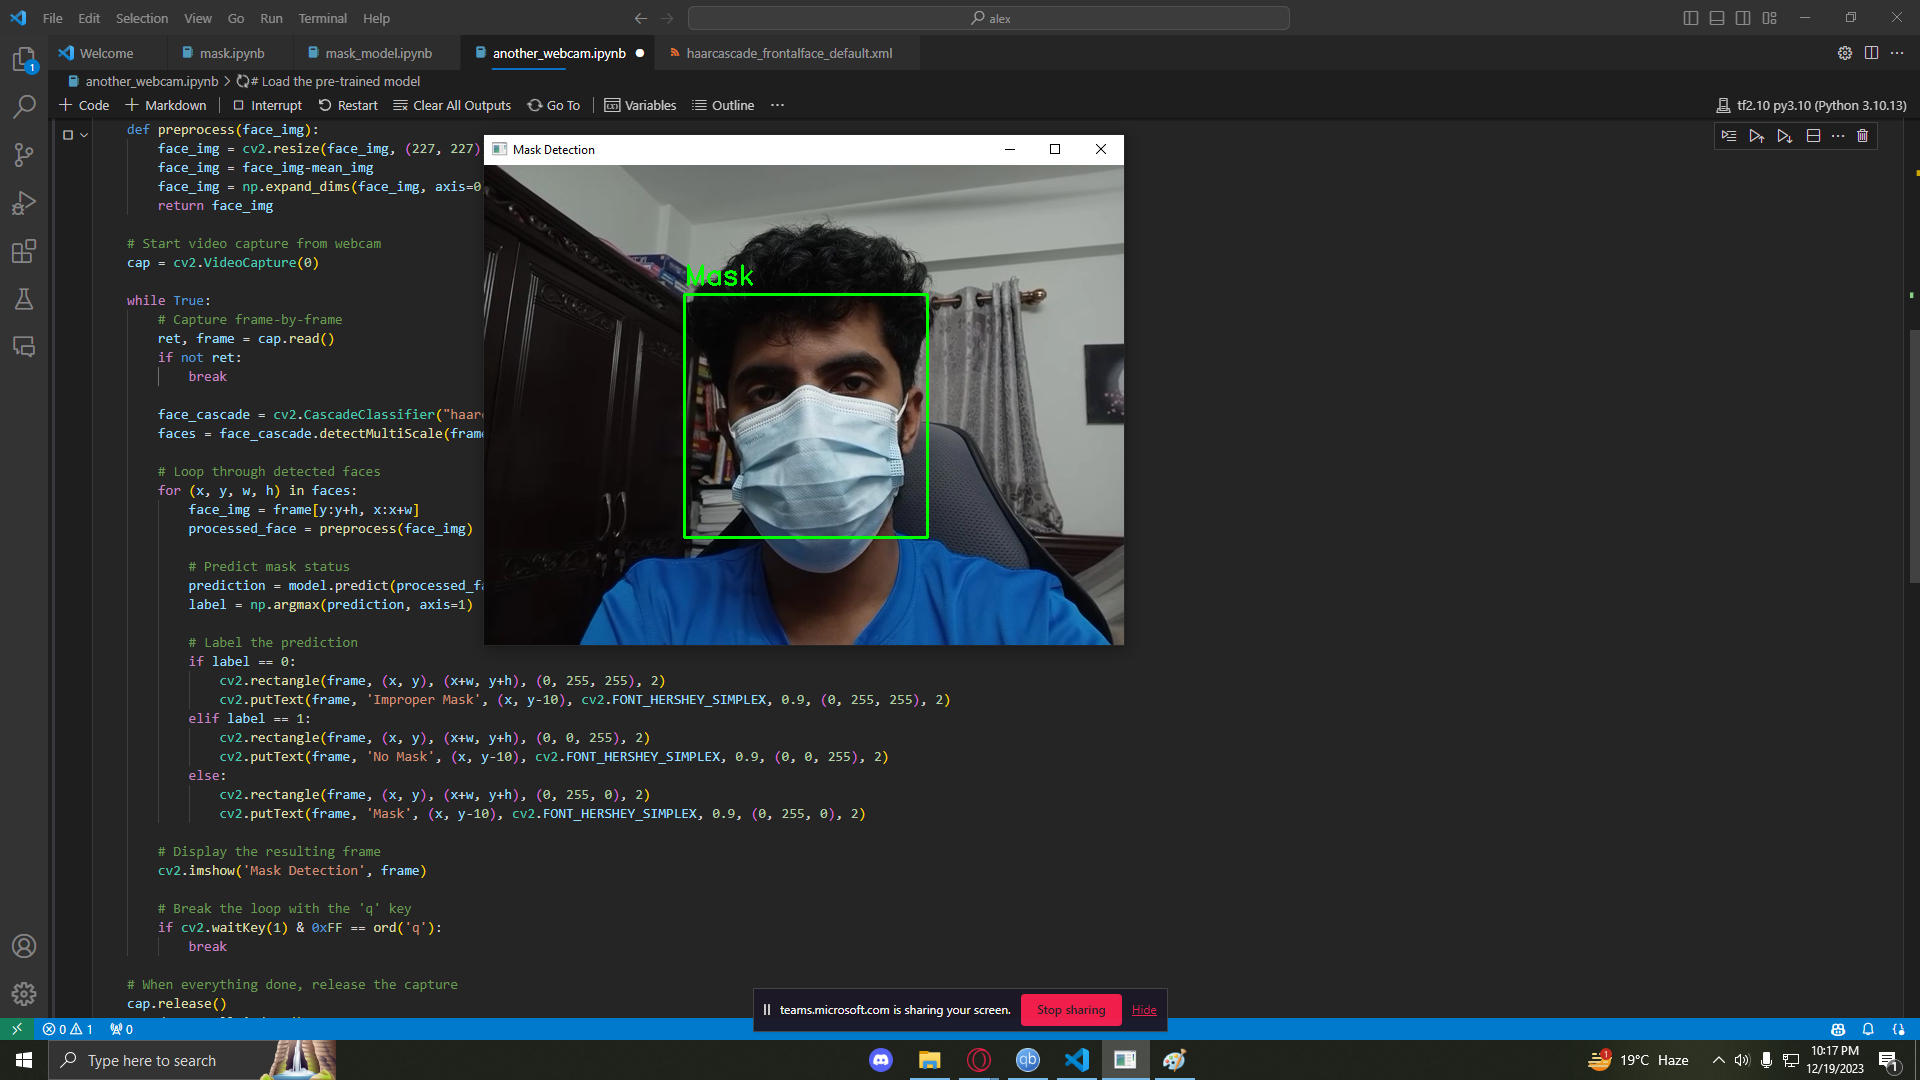 File Edit Selection View Go Run Terminal Help
alex
Welcome mask.ipynb mask_model.ipynb another_webcam.ipynb haarcascade_frontalface_default.xml
another_webcam.ipynb > # Load the pre-trained model
Code Markdown Interrupt Restart Clear All Outputs Go To Variables Outline ...
tf2.10 py3.10 (Python 3.10.13)
def preprocess(face_img):
face_img = cv2.resize(face_img, (227, 227)
face_img = face_img-mean_img
face_img = np.expand_dims(face_img, axis=0
return face_img
# Start video capture from webcam
cap = cv2.VideoCapture(0)
while True:
# Capture frame-by-frame
ret, frame = cap.read()
if not ret:
break
face_cascade = cv2.CascadeClassifier("haar
faces = face_cascade.detectMultiScale(frame
# Loop through detected faces
for (x, y, w, h) in faces:
face_img = frame[y:y+h, x:x+w]
processed_face = preprocess(face_img)
# Predict mask status
prediction = model.predict(processed_fa
label = np.argmax(prediction, axis=1)
# Label the prediction
if label == 0:
cv2.rectangle(frame, (x, y), (x+w, y+h), (0, 255, 255), 2)
cv2.putText(frame, 'Improper Mask', (x, y-10), cv2.FONT_HERSHEY_SIMPLEX, 0.9, (0, 255, 255), 2)
elif label == 1:
cv2.rectangle(frame, (x, y), (x+w, y+h), (0, 0, 255), 2)
cv2.putText(frame, 'No Mask', (x, y-10), cv2.FONT_HERSHEY_SIMPLEX, 0.9, (0, 0, 255), 2)
else:
cv2.rectangle(frame, (x, y), (x+w, y+h), (0, 255, 0), 2)
cv2.putText(frame, 'Mask', (x, y-10), cv2.FONT_HERSHEY_SIMPLEX, 0.9, (0, 255, 0), 2)
# Display the resulting frame
cv2.imshow('Mask Detection', frame)
# Break the loop with the 'q' key
if cv2.waitKey(1) & 0xFF == ord('q'):
break
# When everything done, release the capture
cap.release()
Mask Detection
Mask
teams.microsoft.com is sharing your screen. Stop sharing Hide
1
0 1 0
Type here to search
qb
1 19°C Haze
10:17 PM
12/19/2023
1